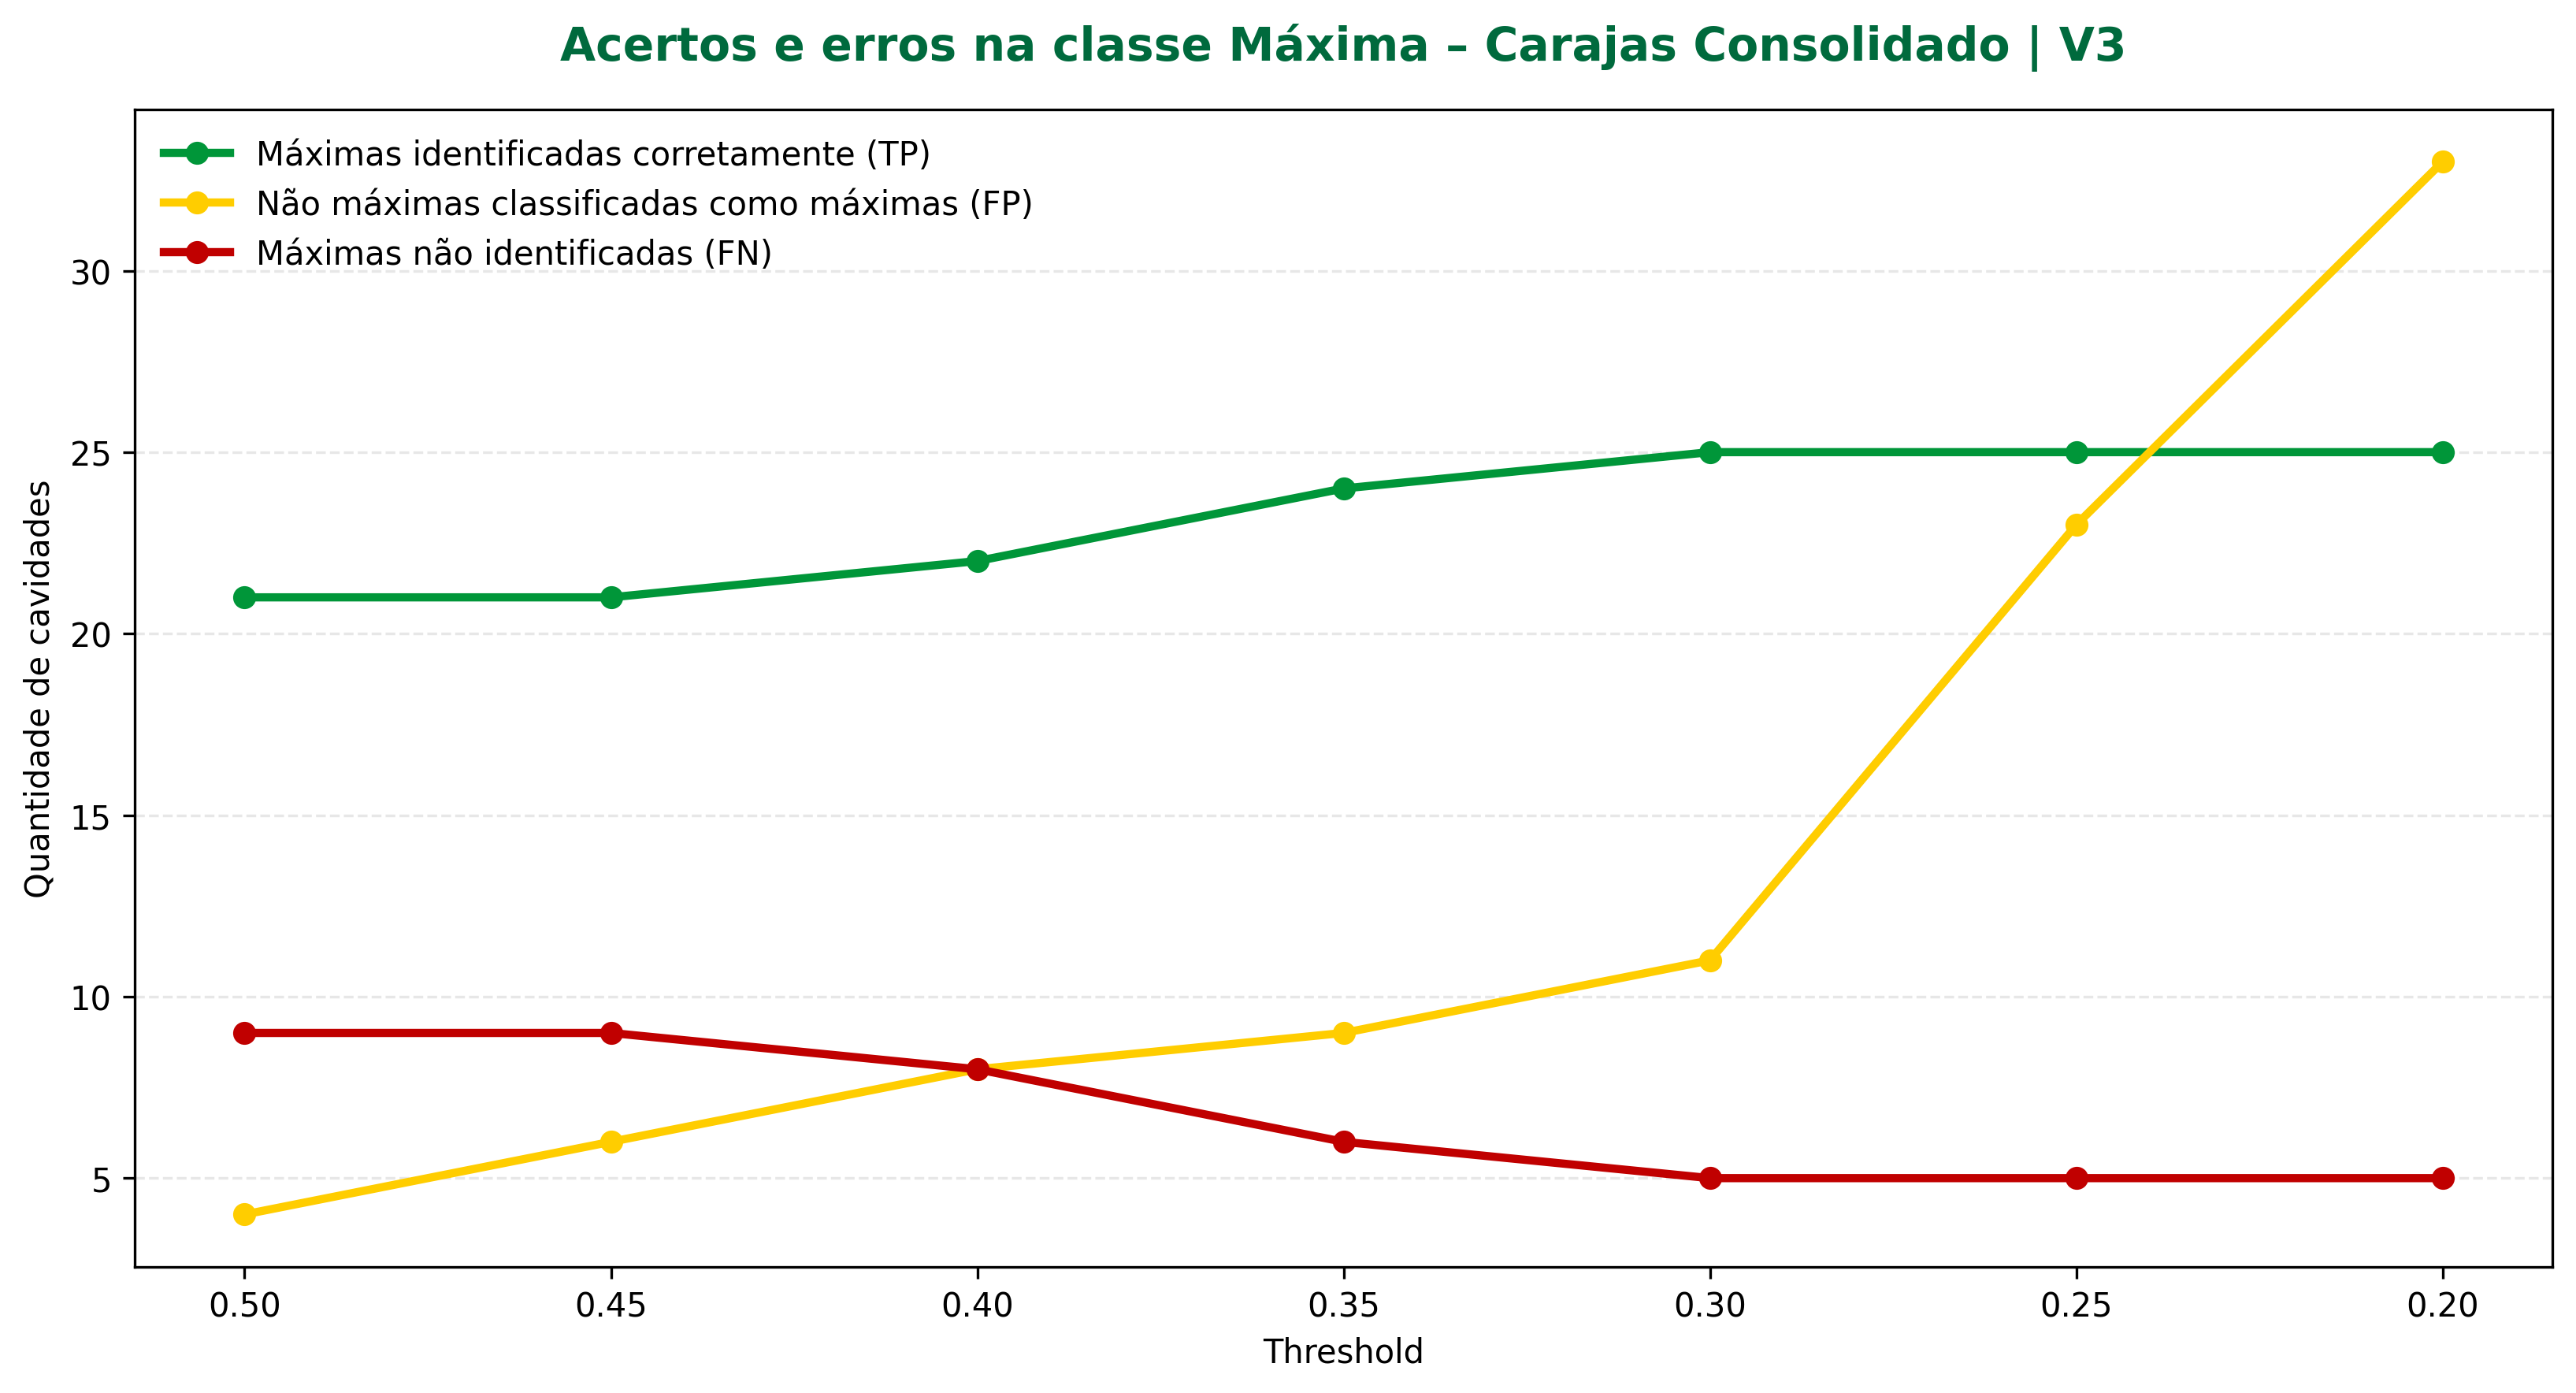 Acertos e erros na classe Máxima – Carajas Consolidado | V3
Máximas identificadas corretamente (TP)
Não máximas classificadas como máximas (FP)
Máximas não identificadas (FN)
Quantidade de cavidades
30
25
20
15
10
5
0.50 0.45 0.40 0.35 0.30 0.25 0.20
Threshold